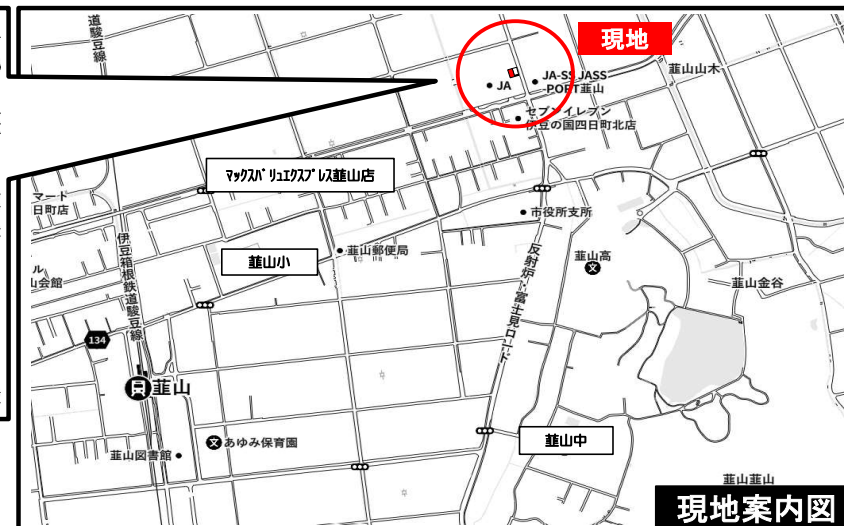 道駿豆線
現地
JA
JA-SS JASS
PORT韮山
韮山山木
セブンイレブン
伊豆の国四日町北店
ﾏｯｸｽﾊﾞﾘｭｴｸｽﾌﾟﾚｽ韮山店
マート
日町店
市役所支所
韮山小
韮山郵便局
伊豆箱根鉄道駿豆線
反射炉・富士見ロード
韮山高
文
ル
山会館
韮山金谷
134
韮山
韮山中
文
あゆみ保育園
韮山図書館
韮山韮山
現地案内図